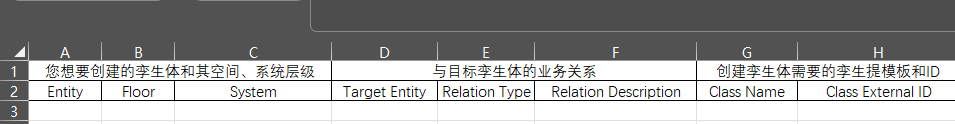 A B C D E F G H
1 您想要创建的孪生体和其空间、系统层级 与目标孪生体的业务关系 创建孪生体需要的孪生提模板和ID
2 Entity Floor System Target Entity Relation Type Relation Description Class Name Class External ID
3